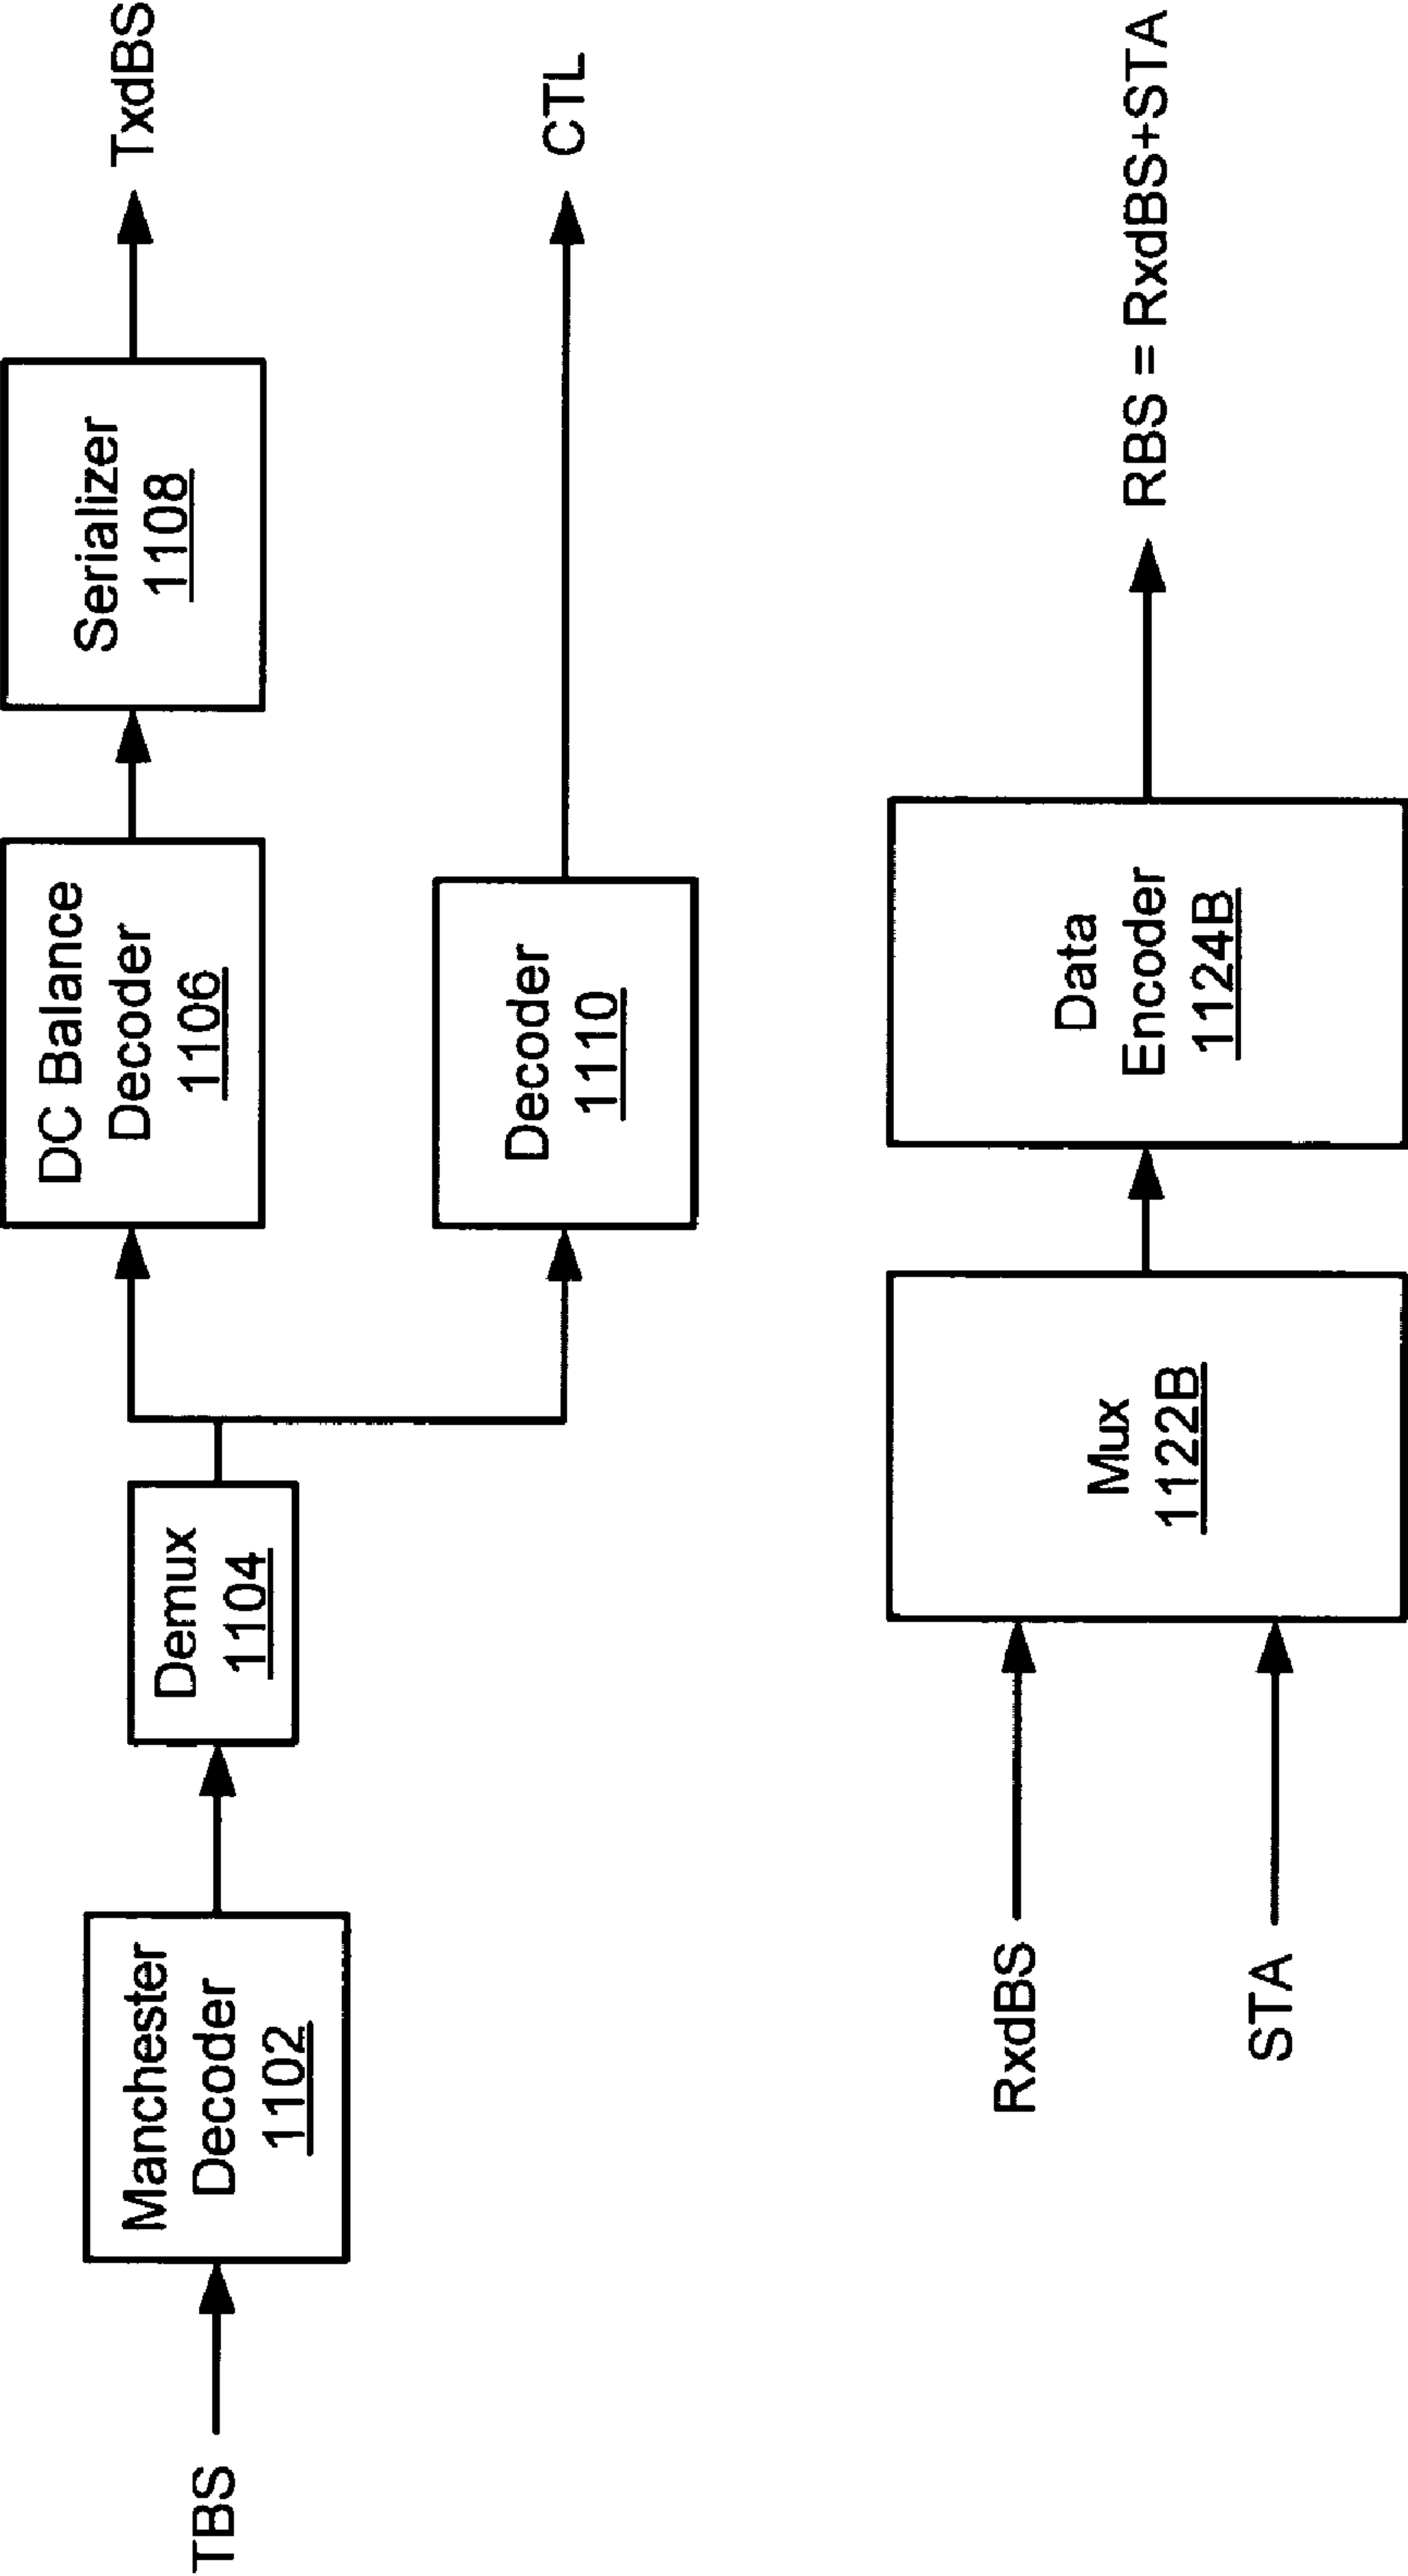 TBS
Manchester
Decoder
1102
Demux
1104
DC Balance
Decoder
1106
Serializer
1108
TxdBS
Decoder
1110
CTL
RxdBS
STA
Mux
1122B
Data
Encoder
1124B
RBS = RxdBS+STA